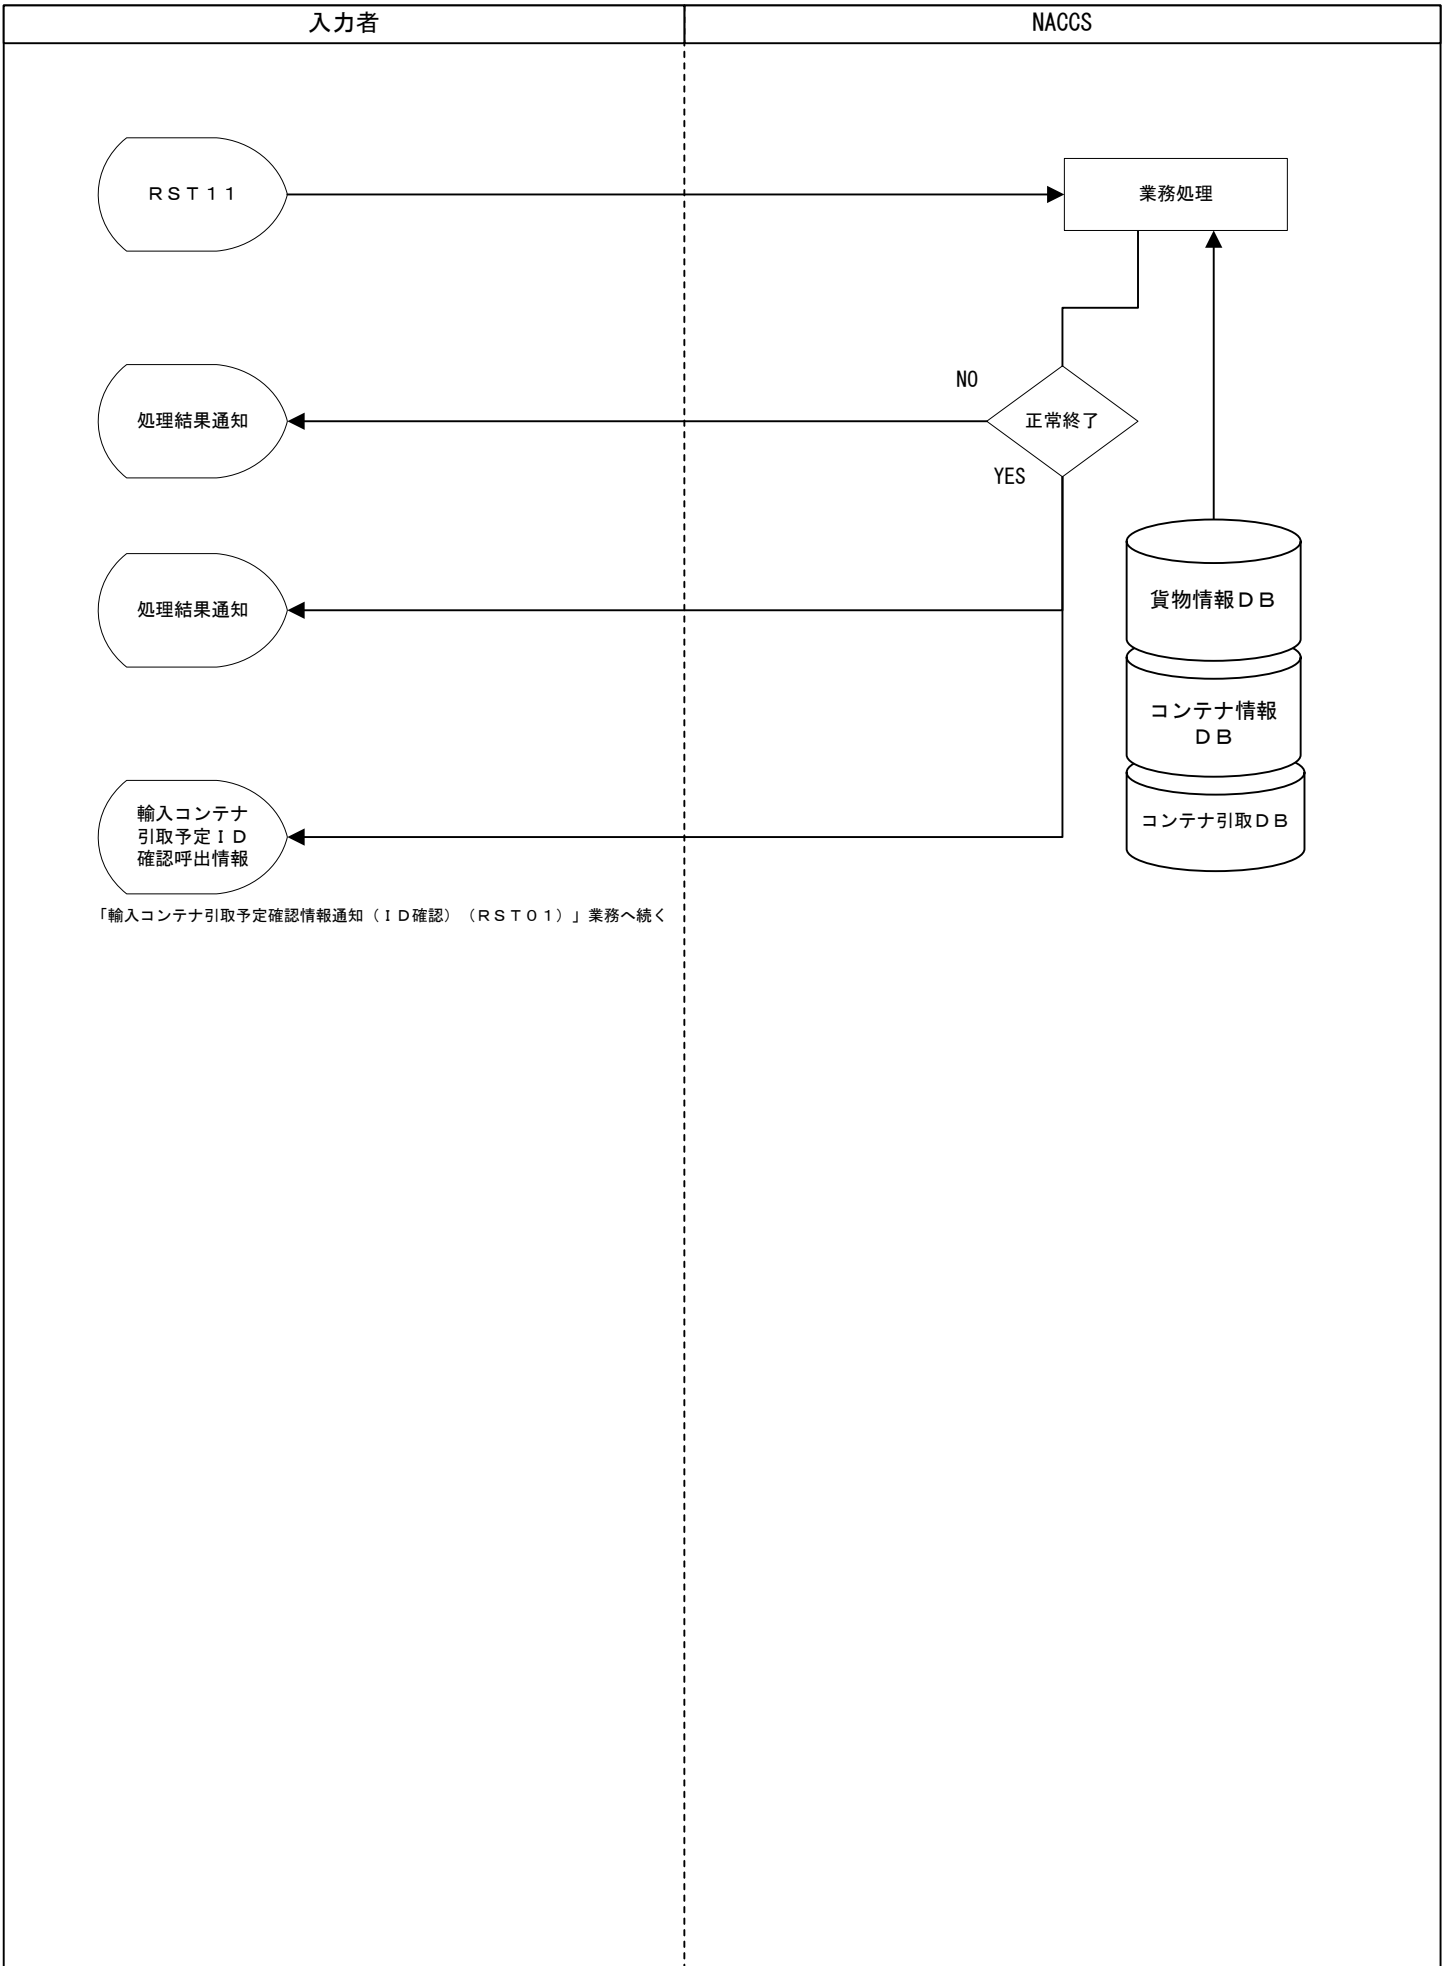 入力者
NACCS
ＲＳＴ１１
業務処理
NO
処理結果通知
正常終了
YES
処理結果通知
貨物情報ＤＢ
コンテナ情報
ＤＢ
輸入コンテナ
引取予定ＩＤ
確認呼出情報
コンテナ引取ＤＢ
「輸入コンテナ引取予定確認情報通知（ＩＤ確認）（ＲＳＴ０１）」業務へ続く